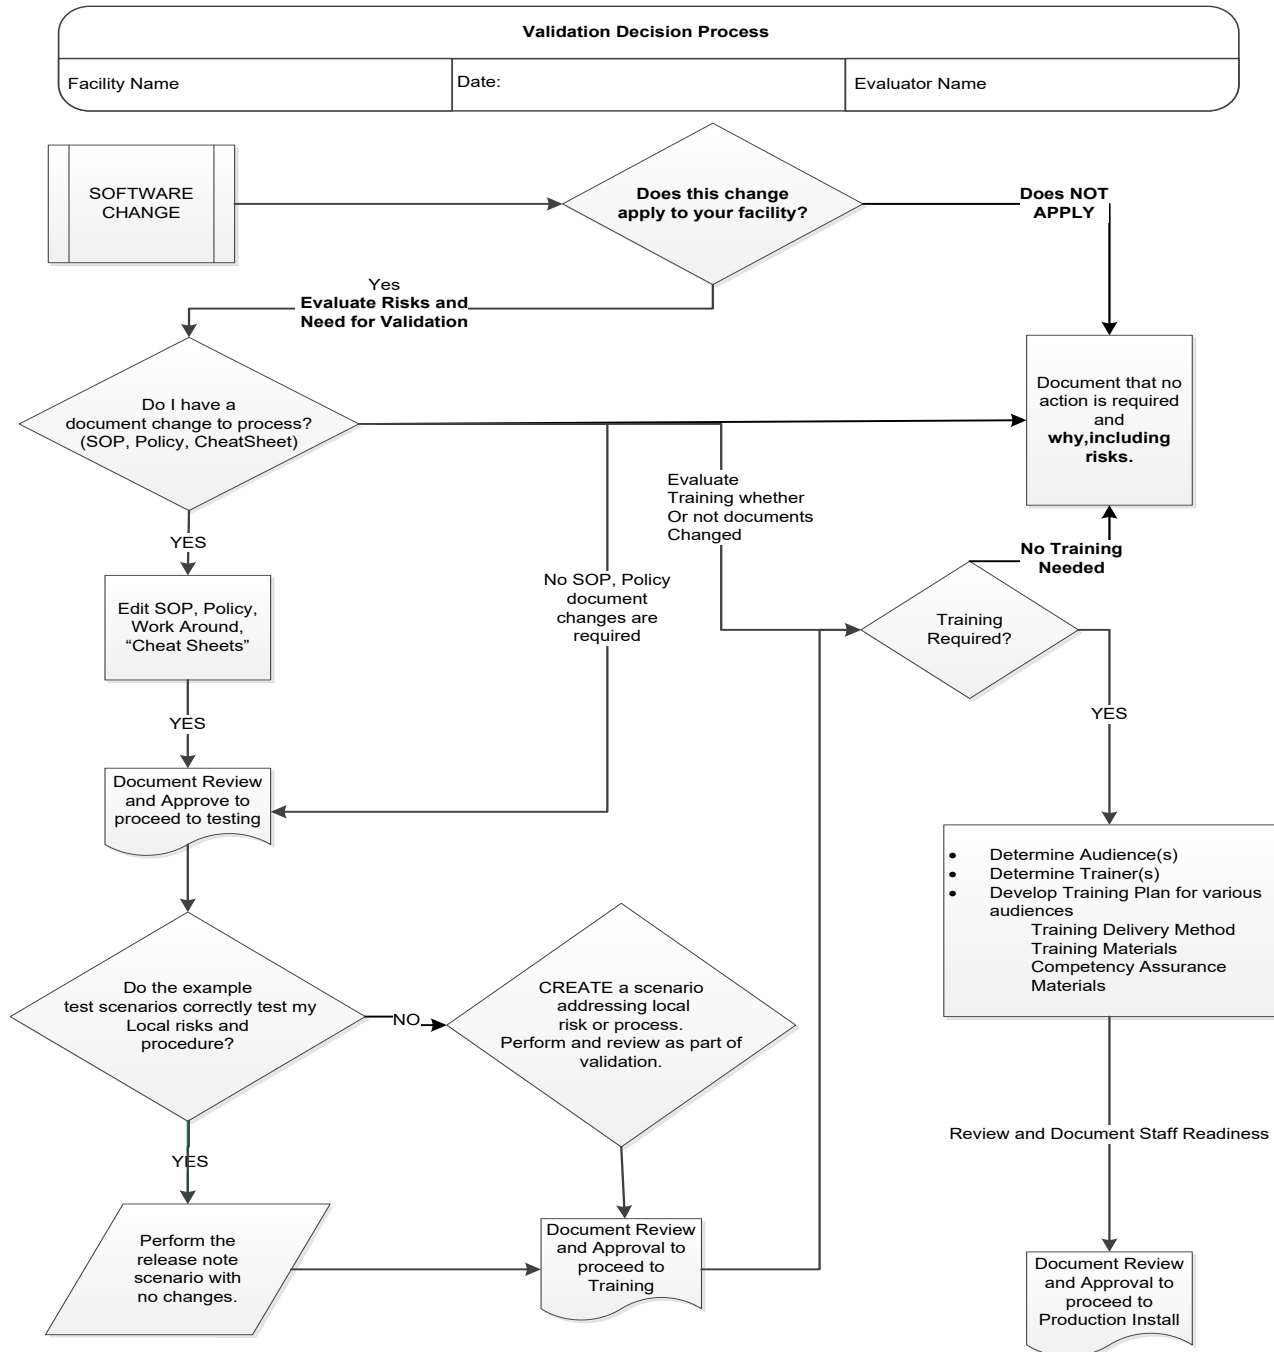 Validation Decision Process
Facility Name
Date:
Evaluator Name
SOFTWARE
CHANGE
Does this change
apply to your facility?
Does NOT
APPLY
Yes
Evaluate Risks and
Need for Validation
Do I have a
document change to process?
(SOP, Policy, CheatSheet)
Document that no
action is required
and
why,including
risks.
Evaluate
Training whether
Or not documents
Changed
YES
No Training
Needed
No SOP, Policy
document
changes are
required
Edit SOP, Policy,
Work Around,
“Cheat Sheets”
Training
Required?
YES
YES
Document Review
and Approve to
proceed to testing
• Determine Audience(s)
• Determine Trainer(s)
• Develop Training Plan for various
audiences
Training Delivery Method
Training Materials
Competency Assurance
Materials
Do the example
test scenarios correctly test my
Local risks and
procedure?
NO
CREATE a scenario
addressing local
risk or process.
Perform and review as part of
validation.
YES
Review and Document Staff Readiness
Perform the
release note
scenario with
no changes.
Document Review
and Approval to
proceed to
Training
Document Review
and Approval to
proceed to
Production Install